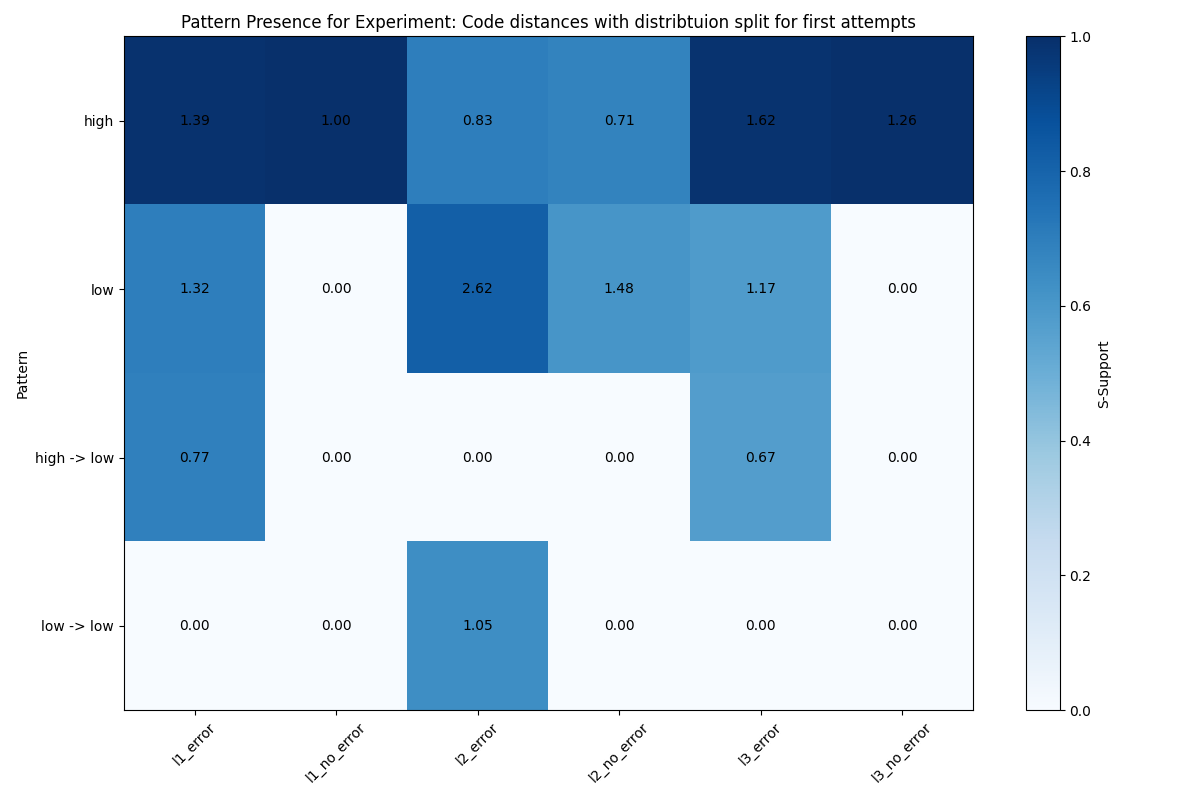 Pattern Presence for Experiment: Code distances with distribtuion split for first attempts
high
1.39 1.00 0.83 0.71 1.62 1.26
low
1.32 0.00 2.62 1.48 1.17 0.00
high -> low
0.77 0.00 0.00 0.00 0.67 0.00
low -> low
0.00 0.00 1.05 0.00 0.00 0.00
Pattern
l1_error l1_no_error l2_error l2_no_error l3_error l3_no_error
1.0
0.8
0.6
0.4
0.2
0.0
S-Support